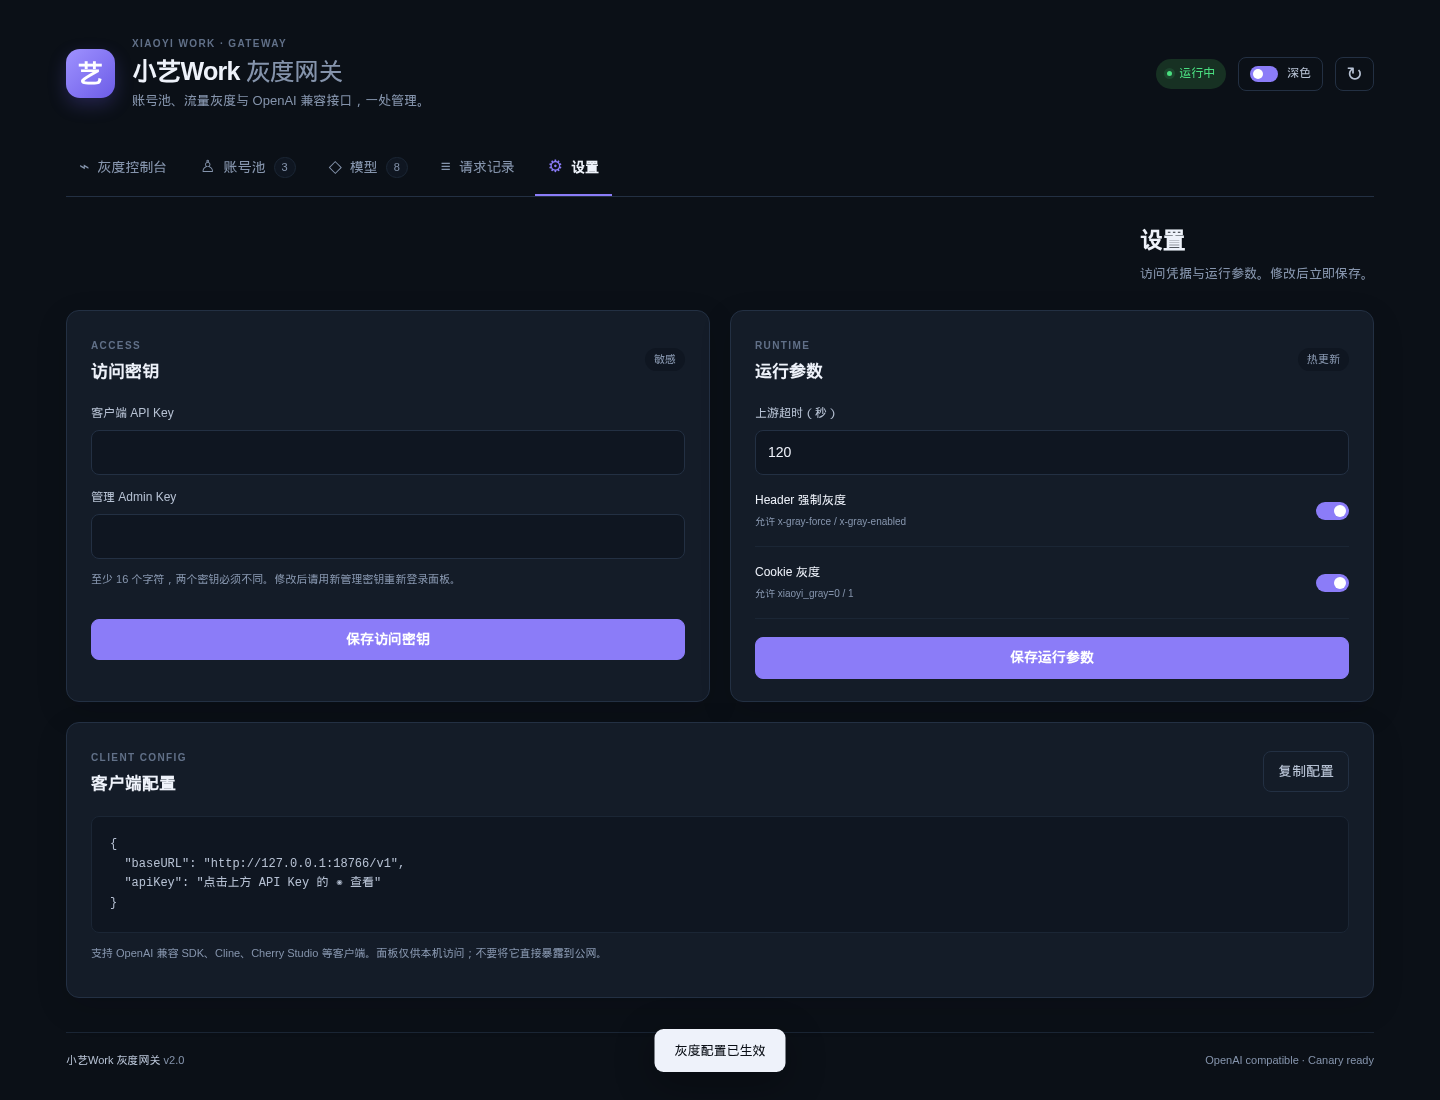 艺
XIAOYI WORK · GATEWAY
小艺Work 灰度网关
账号池、流量灰度与 OpenAI 兼容接口，一处管理。
运行中
深色
灰度控制台
账号池 3
模型 8
请求记录
设置
设置
访问凭据与运行参数。修改后立即保存。
ACCESS
访问密钥
敏感
客户端 API Key
管理 Admin Key
至少 16 个字符，两个密钥必须不同。修改后请用新管理密钥重新登录面板。
保存访问密钥
RUNTIME
运行参数
热更新
上游超时（秒）
120
Header 强制灰度
允许 x-gray-force / x-gray-enabled
Cookie 灰度
允许 xiaoyi_gray=0 / 1
保存运行参数
CLIENT CONFIG
客户端配置
复制配置
{
"baseURL": "http://127.0.0.1:18766/v1",
"apiKey": "点击上方 API Key 的 ◉ 查看"
}
支持 OpenAI 兼容 SDK、Cline、Cherry Studio 等客户端。面板仅供本机访问；不要将它直接暴露到公网。
灰度配置已生效
小艺Work 灰度网关 v2.0
OpenAI compatible · Canary ready